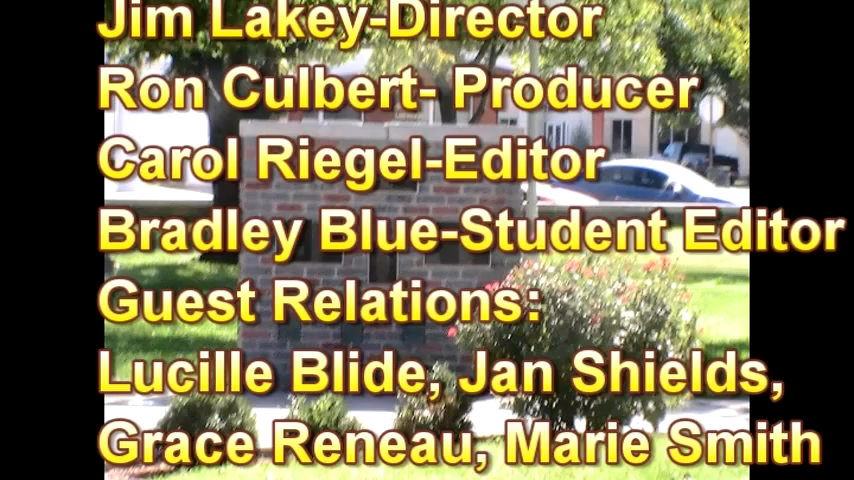 Jim Lakey-Director
Ron Culbert- Producer
Carol Riegel-Editor
Bradley Blue-Student Editor
Guest Relations:
Lucille Blide, Jan Shields,
Grace Reneau, Marie Smith